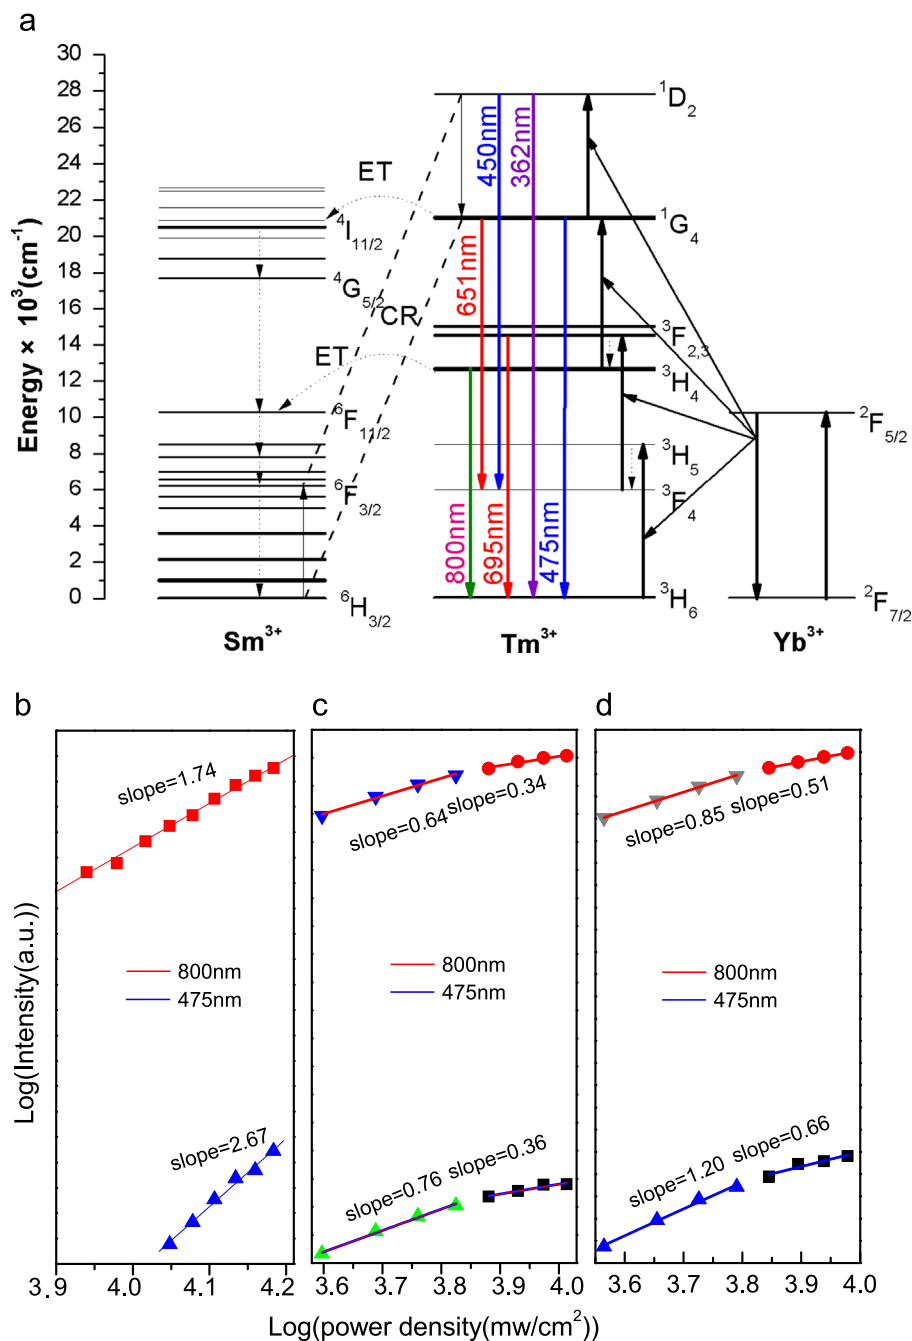 a
30
28
26
24
22
20
18
16
14
12
10
8
6
4
2
0
Energy × 10³(cm⁻¹)
ET
⁴I₁₁/₂
⁴G₅/₂
CR
ET
⁶F₁₁/₂
⁶F₃/₂
⁶H₃/₂
Sm³⁺
450nm
362nm
651nm
800nm
695nm
475nm
¹D₂
¹G₄
³F₂,₃
³H₄
³H₅
³F₄
³H₆
Tm³⁺
²F₅/₂
²F₇/₂
Yb³⁺
b
slope=1.74
800nm
475nm
slope=2.67
3.9 4.0 4.1 4.2
c
slope=0.64
slope=0.34
800nm
475nm
slope=0.76
slope=0.36
3.6 3.7 3.8 3.9 4.0
d
slope=0.85
slope=0.51
800nm
475nm
slope=1.20
slope=0.66
3.6 3.7 3.8 3.9 4.0
Log(Intensity(a.u.))
Log(power density(mw/cm²))